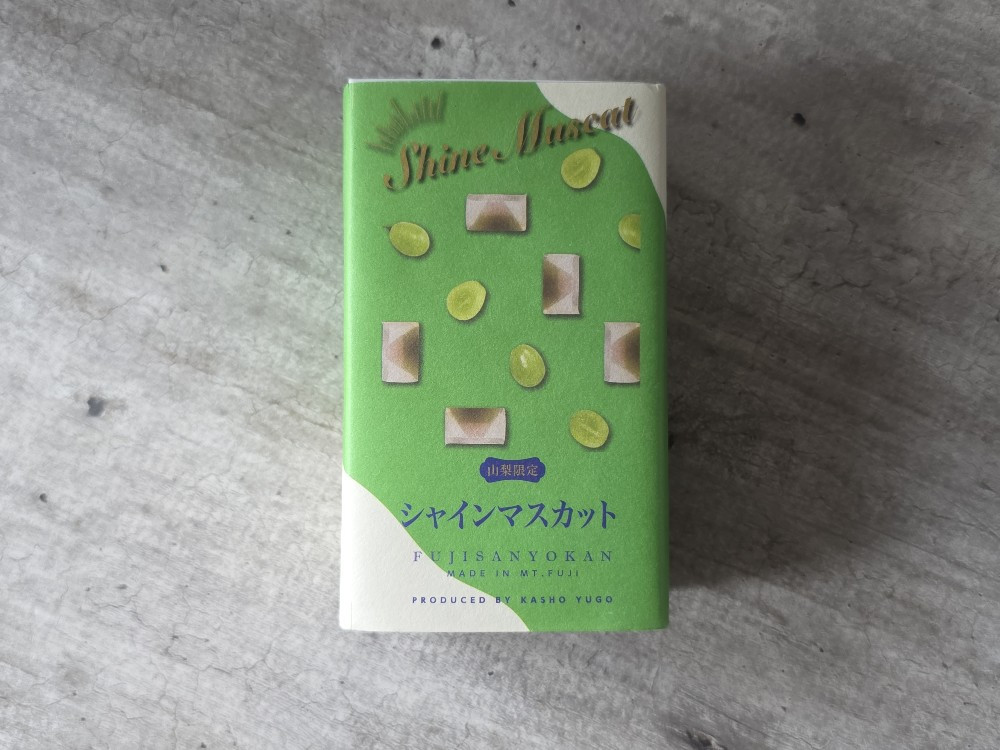 Shine Muscat
山梨限定
シャインマスカット
FUJISANYOKAN
MADE IN MT.FUJI
PRODUCED BY KASHO YUGO